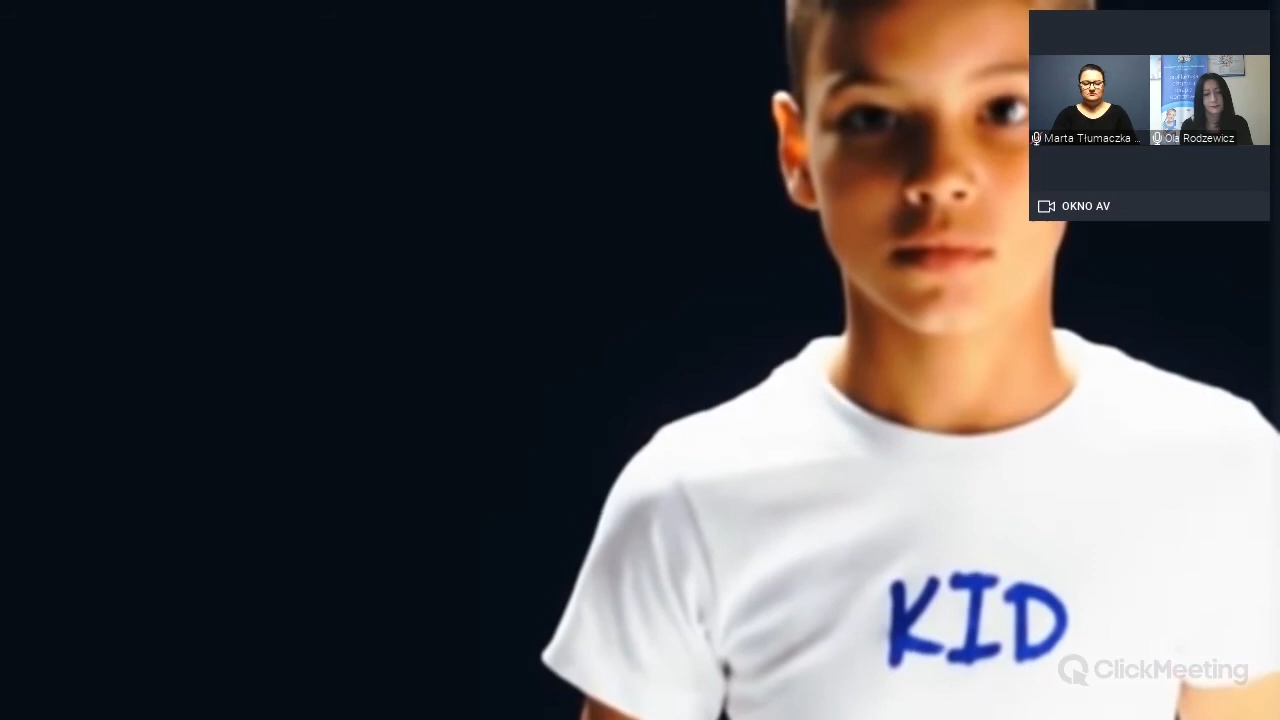 Marta Tłumaczka ...
Ola Rodzewicz
OKNO AV
KID
ClickMeeting